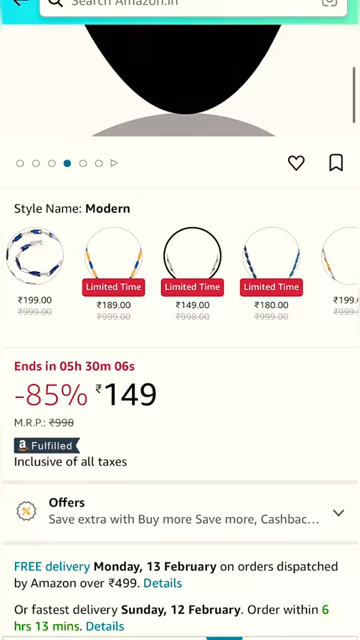 Search Amazon.in
Style Name: Modern
Limited Time Limited Time Limited Time
₹199.00 ₹189.00 ₹149.00 ₹180.00 ₹199.
₹999.00 ₹999.00 ₹998.00 ₹999.00 ₹999.
Ends in 05h 30m 06s
-85% ₹149
M.R.P.: ₹998
a Fulfilled
Inclusive of all taxes
Offers
Save extra with Buy more Save more, Cashbac...
FREE delivery Monday, 13 February on orders dispatched
by Amazon over ₹499. Details
Or fastest delivery Sunday, 12 February. Order within 6
hrs 13 mins. Details